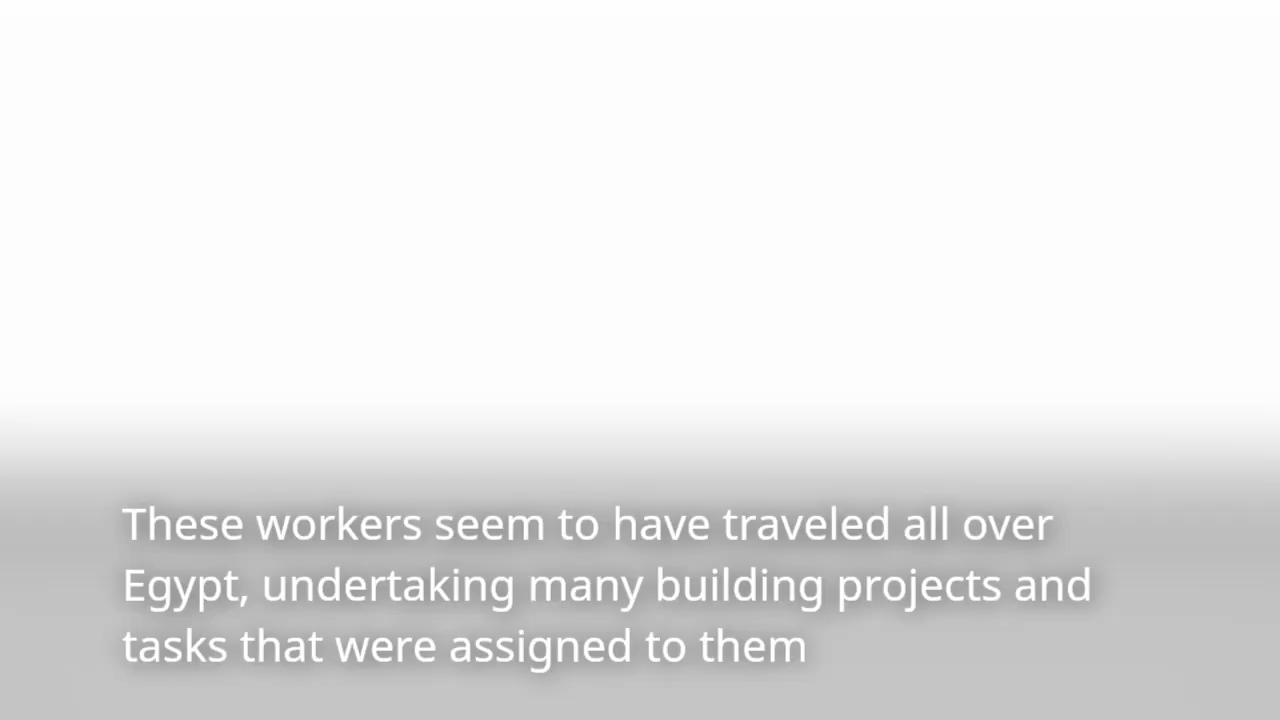 These workers seem to have traveled all over
Egypt, undertaking many building projects and
tasks that were assigned to them